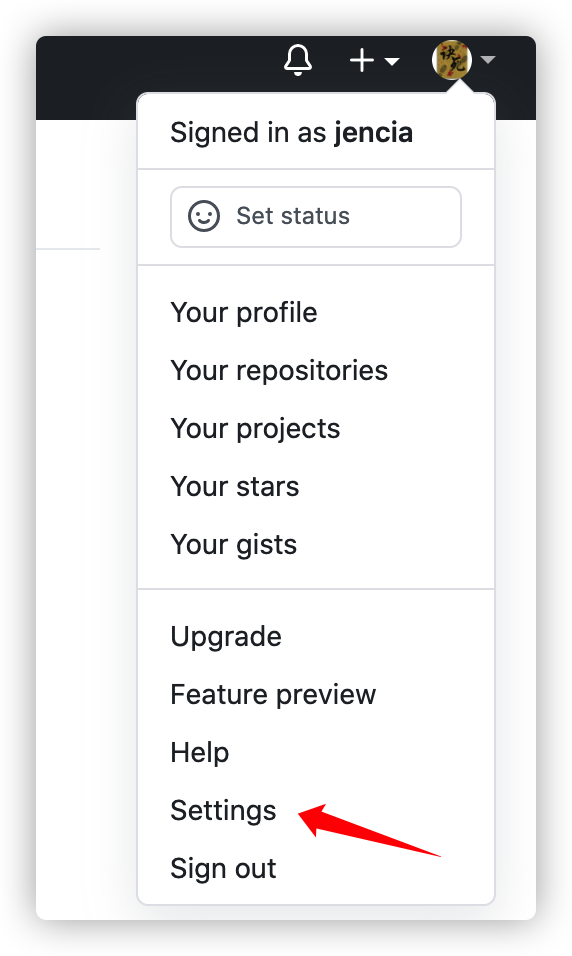 Signed in as jencia
Set status
Your profile
Your repositories
Your projects
Your stars
Your gists
Upgrade
Feature preview
Help
Settings
Sign out